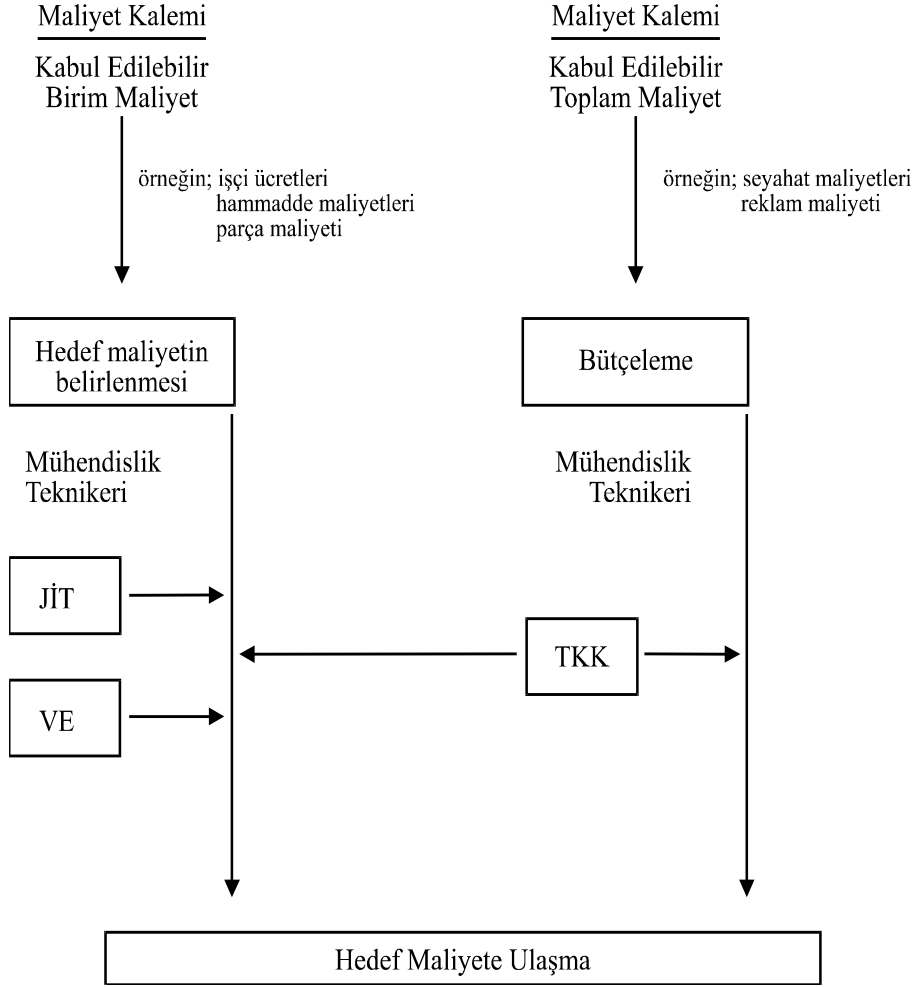 Maliyet Kalemi
Kabul Edilebilir
Birim Maliyet
örneğin; işçi ücretleri
hammadde maliyetleri
parça maliyeti
Hedef maliyetin
belirlenmesi
Mühendislik
Teknikeri
JİT
VE
Maliyet Kalemi
Kabul Edilebilir
Toplam Maliyet
örneğin; seyahat maliyetleri
reklam maliyeti
Bütçeleme
Mühendislik
Teknikeri
TKK
Hedef Maliyete Ulaşma